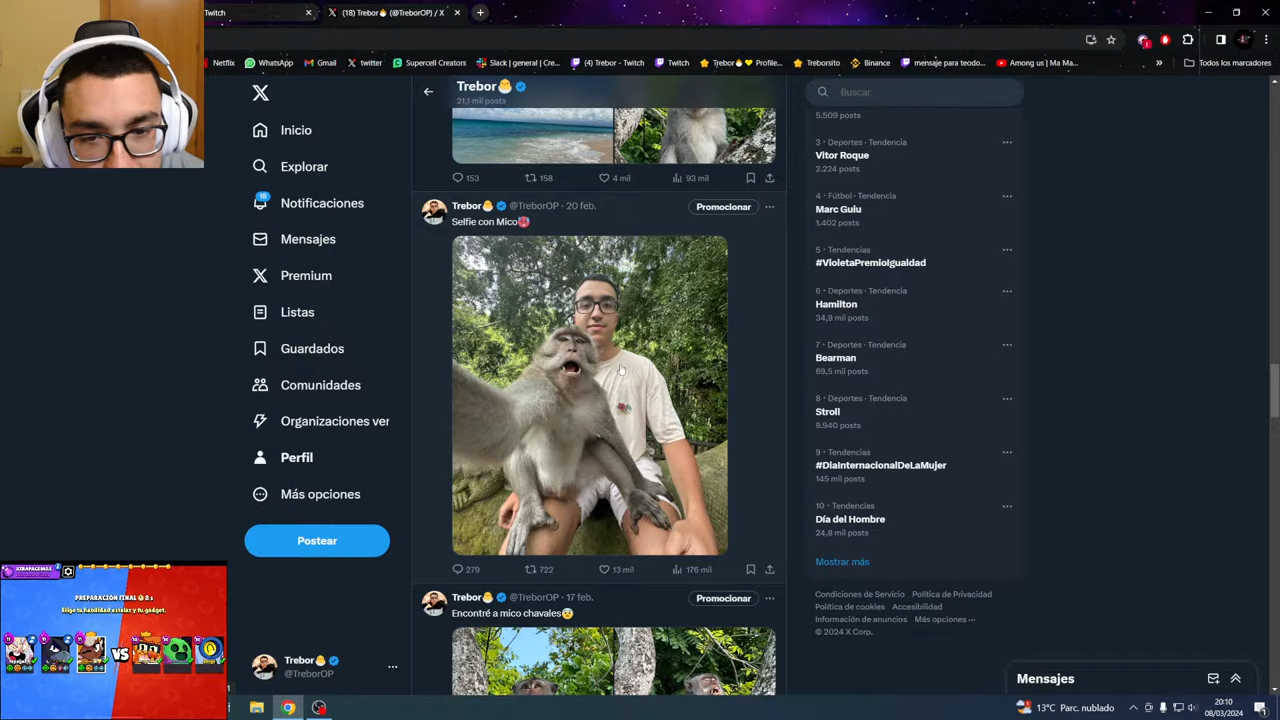 Twitch
(18) Trebor🐣 (@TreborOP) / X
Netflix
WhatsApp
Gmail
twitter
Supercell Creators
Slack | general | Cre...
(4) Trebor - Twitch
Twitch
Trebor🐣💛 Profile...
Treborsito
Binance
mensaje para teodo...
Among us | Ma Ma...
Todos los marcadores
Inicio
Explorar
18
Notificaciones
Mensajes
Premium
Listas
Guardados
Comunidades
Organizaciones ver
Perfil
Más opciones
Postear
Trebor🐣
@TreborOP
Trebor🐣
21,1 mil posts
153
158
4 mil
93 mil
Trebor🐣 @TreborOP · 20 feb.
Promocionar
Selfie con Mico
279
722
13 mil
176 mil
Trebor🐣 @TreborOP · 17 feb.
Promocionar
Encontré a mico chavales😰
Buscar
5.509 posts
3 · Deportes · Tendencia
Vitor Roque
2.224 posts
4 · Fútbol · Tendencia
Marc Guiu
1.402 posts
5 · Tendencias
#VioletaPremioIgualdad
6 · Deportes · Tendencia
Hamilton
34,9 mil posts
7 · Deportes · Tendencia
Bearman
69,5 mil posts
8 · Deportes · Tendencia
Stroll
9.940 posts
9 · Tendencias
#DiaInternacionalDeLaMujer
145 mil posts
10 · Tendencias
Día del Hombre
24,8 mil posts
Mostrar más
Condiciones de Servicio Política de Privacidad
Política de cookies Accesibilidad
Información de anuncios Más opciones ···
© 2024 X Corp.
Mensajes
ATRAPAGEMAS
PREPARACIÓN FINAL
Elige tu habilidad estelar y tu gadget.
VS
13°C Parc. nublado
20:10
08/03/2024